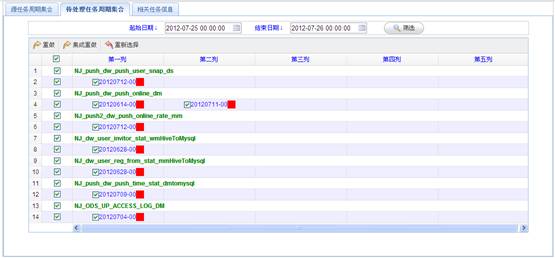 源任务周期集合 待处理任务周期集合 相关任务信息
起始日期： 2012-07-25 00:00:00 结束日期： 2012-07-26 00:00:00 筛选
重做 集成重做 重新选择
第一列 第二列 第三列 第四列 第五列
1 NJ_push_dw_push_user_snap_ds
2 20120712-00
3 NJ_push_dw_push_online_dm
4 20120614-00 20120711-00
5 NJ_push2_dw_push_online_rate_mm
6 20120712-00
7 NJ_dw_user_invitor_stat_wmHiveToMysql
8 20120628-00
9 NJ_dw_user_reg_from_stat_mmHiveToMysql
10 20120628-00
11 NJ_push_dw_push_time_stat_dmtomysql
12 20120709-00
13 NJ_ODS_UP_ACCESS_LOG_DM
14 20120704-00